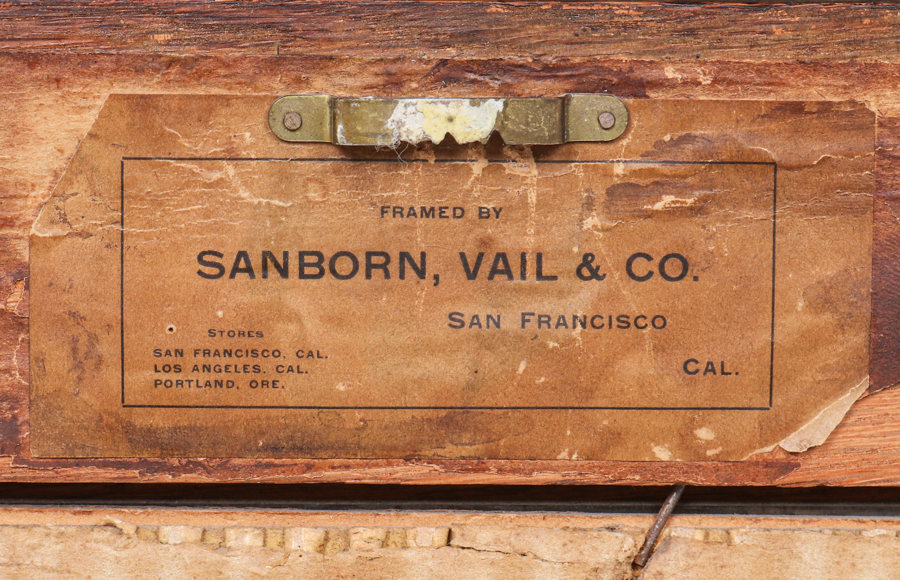 FRAMED BY
SANBORN, VAIL & CO.
SAN FRANCISCO
CAL.
STORES
SAN FRANCISCO, CAL.
LOS ANGELES, CAL.
PORTLAND, ORE.